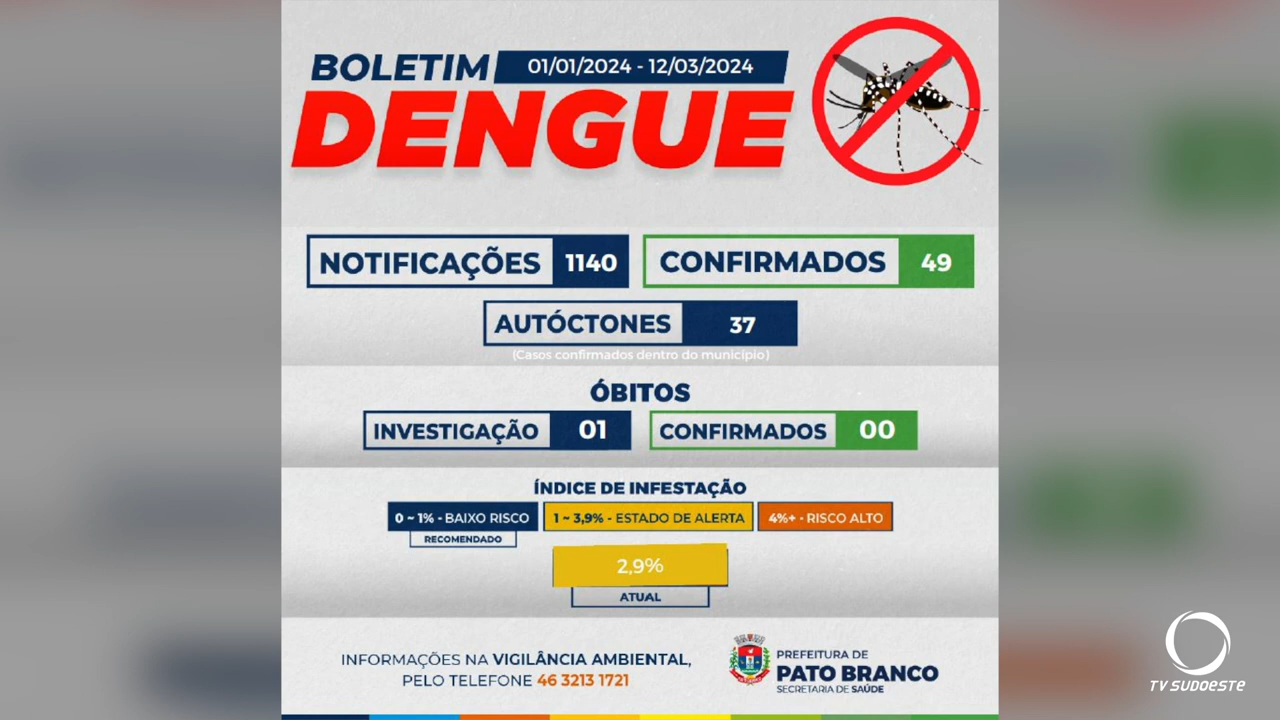 BOLETIM 01/01/2024 - 12/03/2024
DENGUE
NOTIFICAÇÕES 1140 CONFIRMADOS 49
AUTÓCTONES 37
(Casos confirmados dentro do município)
ÓBITOS
INVESTIGAÇÃO 01 CONFIRMADOS 00
ÍNDICE DE INFESTAÇÃO
0 ~ 1% - BAIXO RISCO 1 ~ 3,9% - ESTADO DE ALERTA 4%+ - RISCO ALTO
RECOMENDADO
2,9%
ATUAL
INFORMAÇÕES NA VIGILÂNCIA AMBIENTAL,
PELO TELEFONE 46 3213 1721
PREFEITURA DE
PATO BRANCO
SECRETARIA DE SAÚDE
TV SUDOESTE